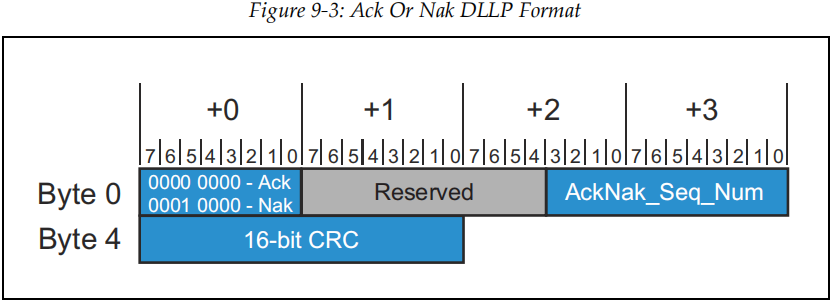 Figure 9-3: Ack Or Nak DLLP Format
+0 +1 +2 +3
7 6 5 4 3 2 1 0 7 6 5 4 3 2 1 0 7 6 5 4 3 2 1 0 7 6 5 4 3 2 1 0
Byte 0 0000 0000 - Ack Reserved AckNak_Seq_Num
0001 0000 - Nak
Byte 4 16-bit CRC